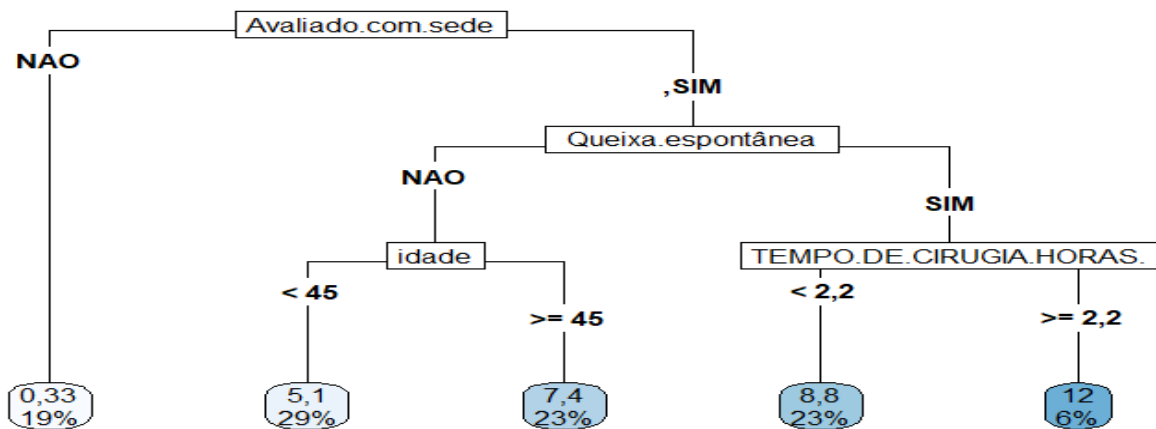 Avaliado.com.sede
NAO
,SIM
Queixa.espontânea
NAO
SIM
idade
TEMPO.DE.CIRUGIA.HORAS.
< 45
>= 45
< 2,2
>= 2,2
0,33
19%
5,1
29%
7,4
23%
8,8
23%
12
6%